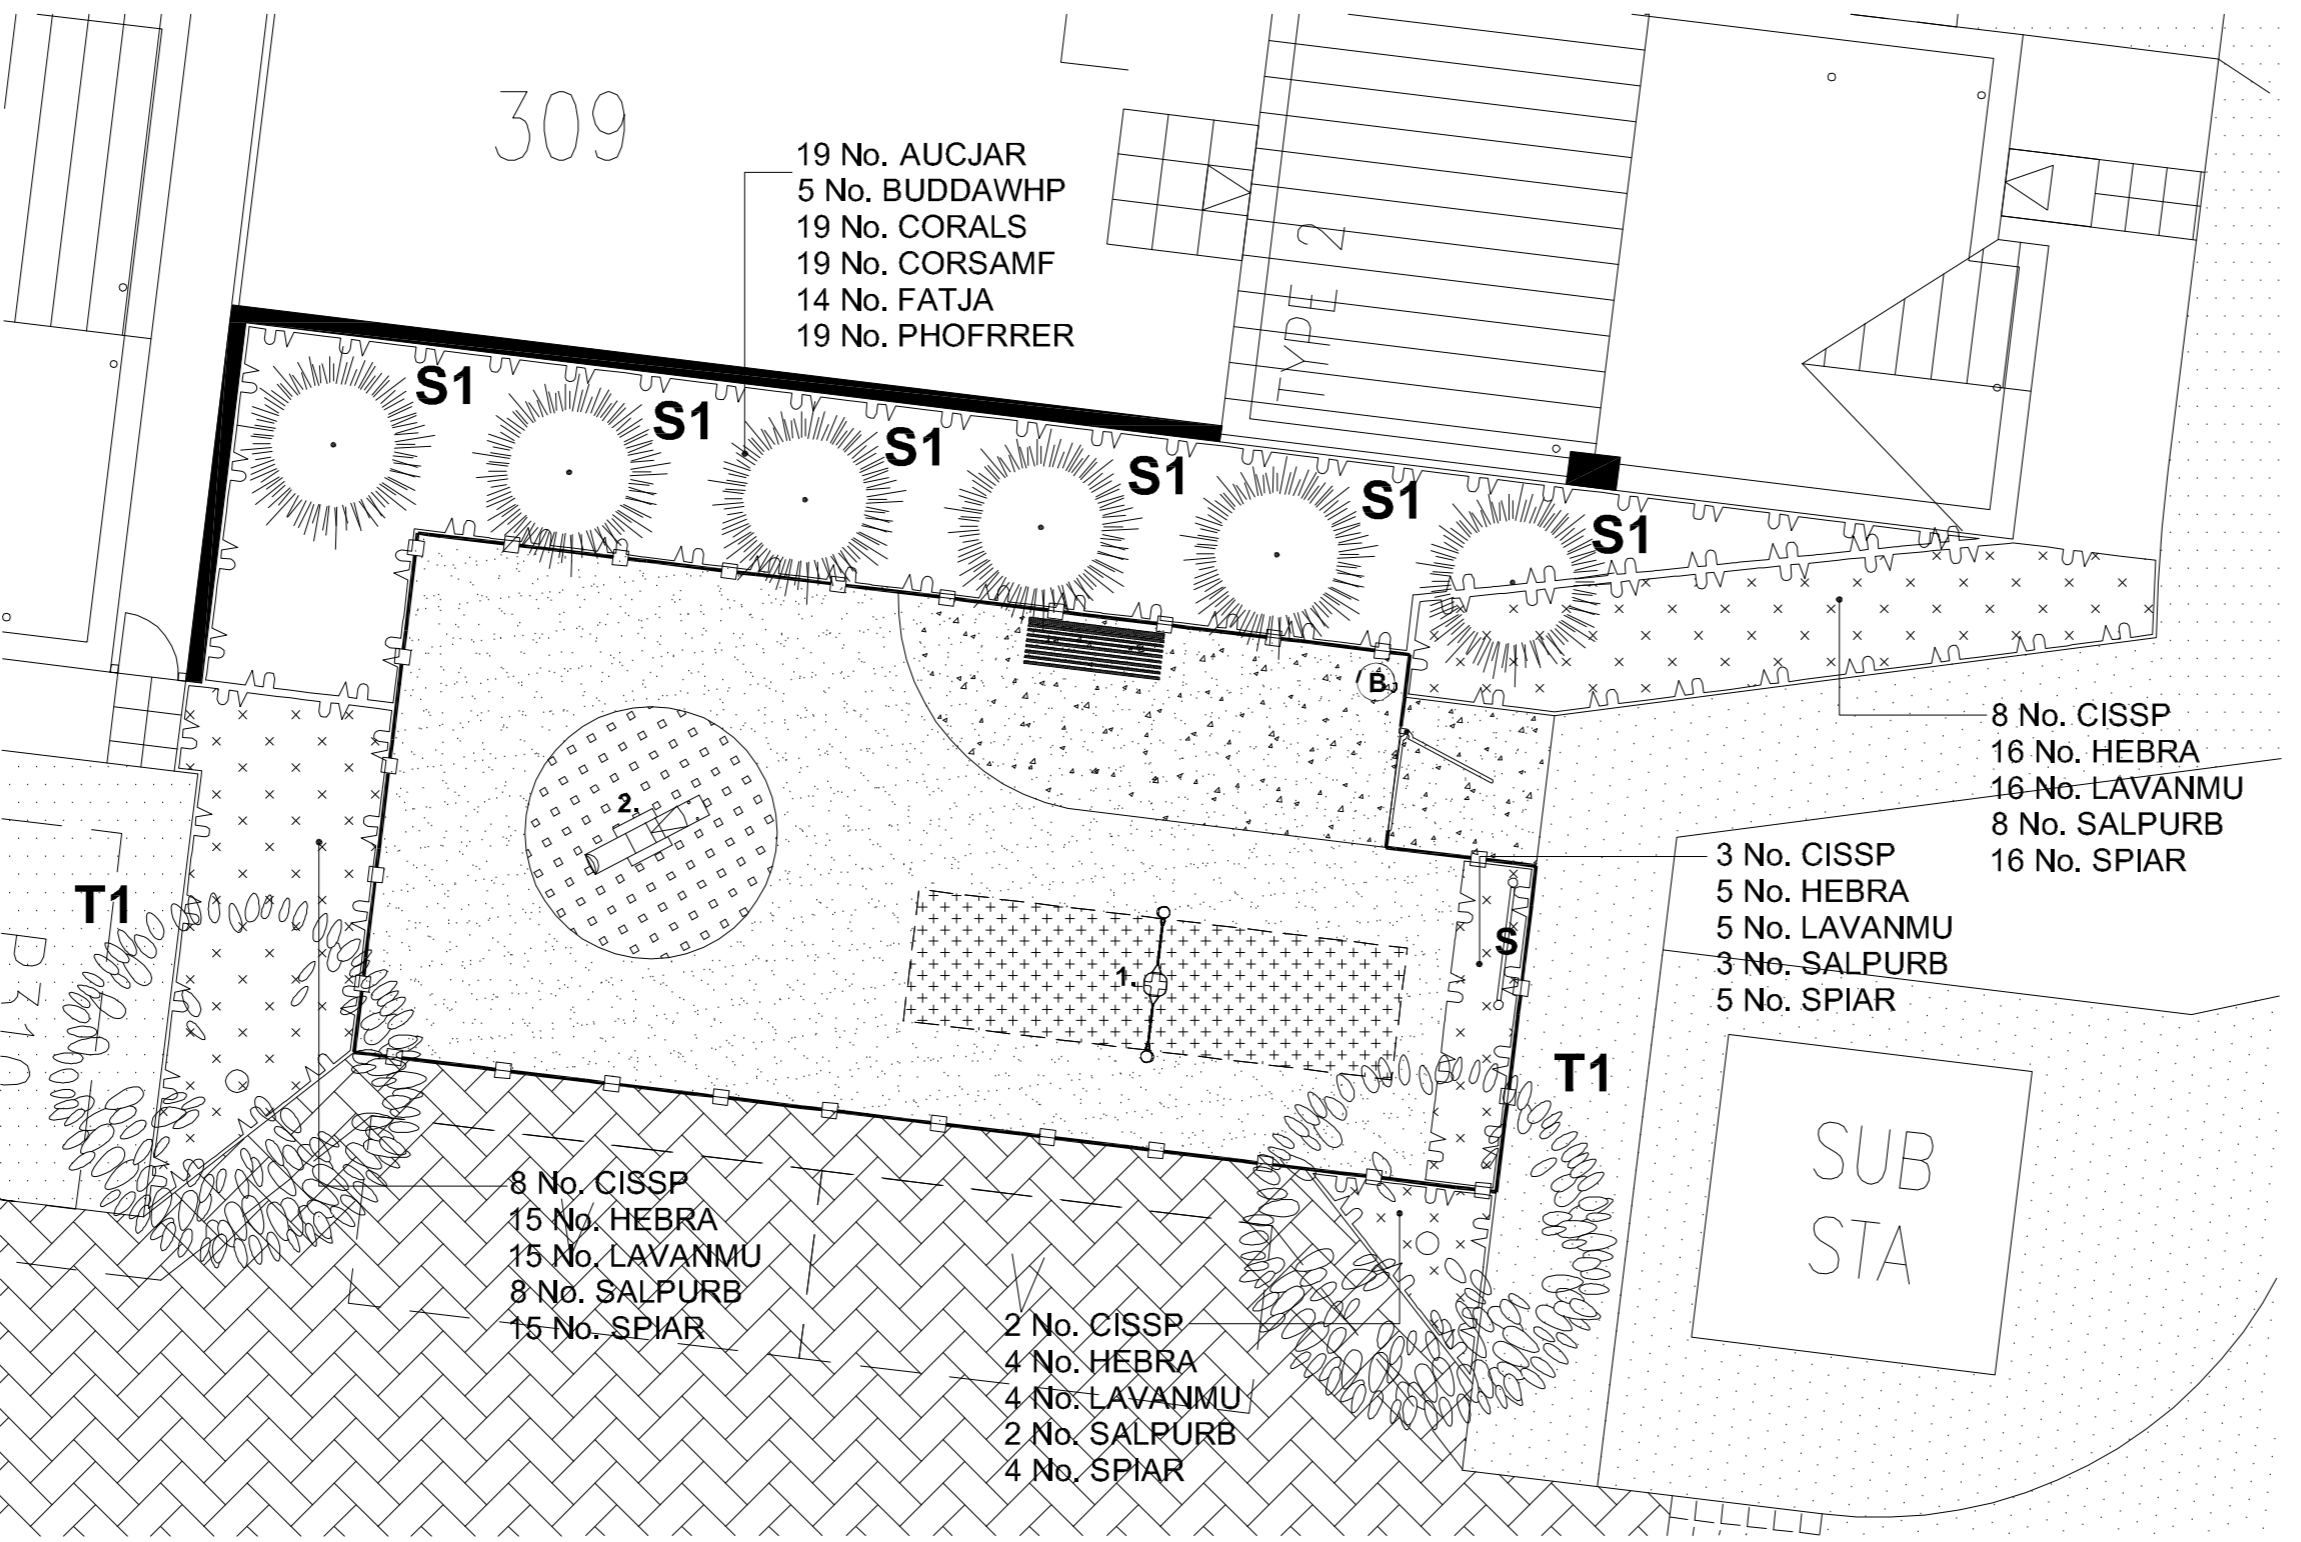 309
19 No. AUCJAR
5 No. BUDDAWHP
19 No. CORALS
19 No. CORSAMF
14 No. FATJA
19 No. PHOFRRER
TYPE 2
S1
S1
S1
S1
S1
S1
B
8 No. CISSP
16 No. HEBRA
16 No. LAVANMU
8 No. SALPURB
16 No. SPIAR
2.
3 No. CISSP
5 No. HEBRA
5 No. LAVANMU
3 No. SALPURB
5 No. SPIAR
T1
S
1.
P310
T1
SUB
STA
8 No. CISSP
15 No. HEBRA
15 No. LAVANMU
8 No. SALPURB
15 No. SPIAR
V
V
2 No. CISSP
4 No. HEBRA
4 No. LAVANMU
2 No. SALPURB
4 No. SPIAR